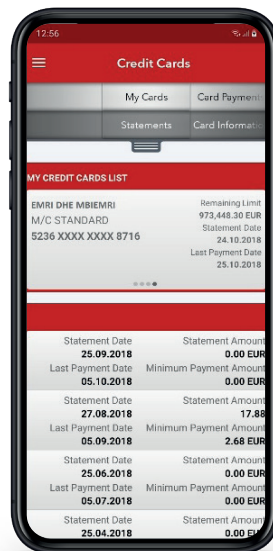 12:56
Credit Cards
My Cards Card Payment
Statements Card Informatio
MY CREDIT CARDS LIST
EMRI DHE MBIEMRI
M/C STANDARD
5236 XXXX XXXX 8716
Remaining Limit
973,448.30 EUR
Statement Date
24.10.2018
Last Payment Date
25.10.2018
Statement Date Statement Amount
25.09.2018 0.00 EUR
Last Payment Date Minimum Payment Amount
05.10.2018 0.00 EUR
Statement Date Statement Amount
27.08.2018 17.88
Last Payment Date Minimum Payment Amount
05.09.2018 2.68 EUR
Statement Date Statement Amount
25.06.2018 0.00 EUR
Last Payment Date Minimum Payment Amount
05.07.2018 0.00 EUR
Statement Date Statement Amount
25.04.2018 0.00 EUR